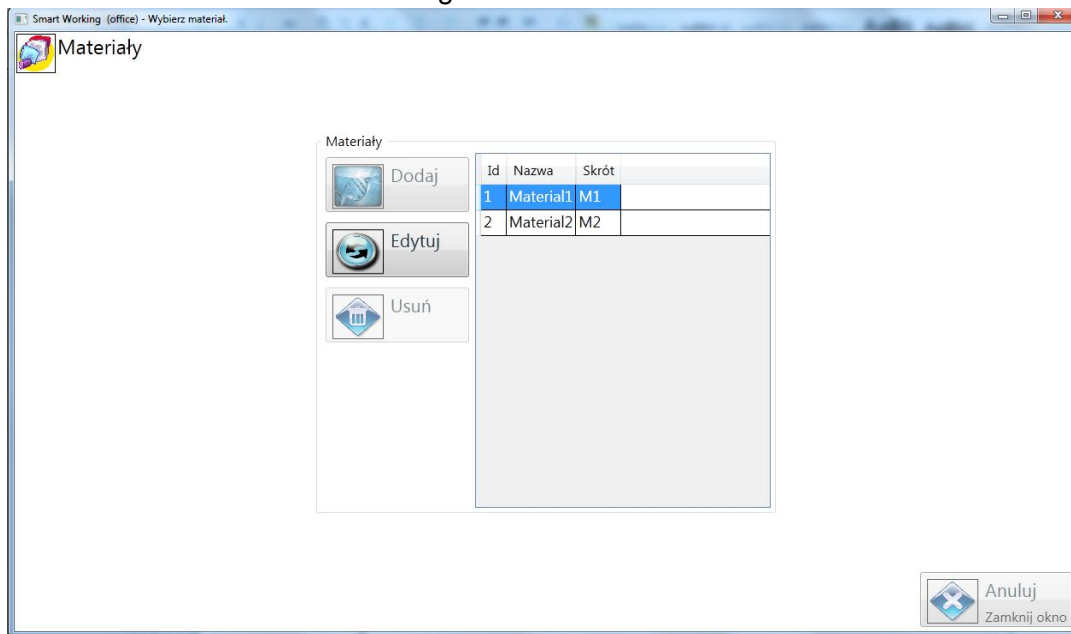 Smart Working (office) - Wybierz materiał.
Materiały
Materiały
Dodaj
Edytuj
Usuń
Id Nazwa Skrót
1 Material1 M1
2 Material2 M2
Anuluj
Zamknij okno